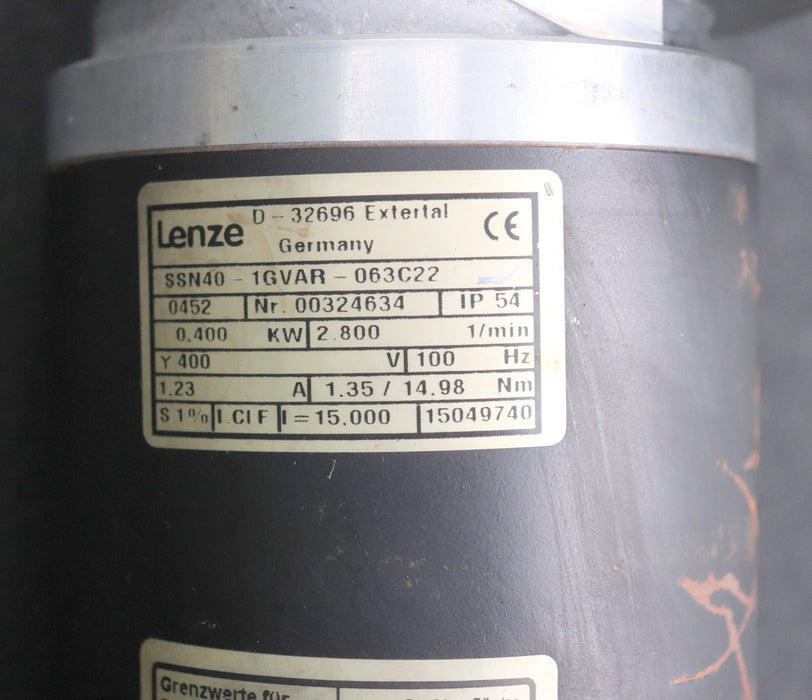 Lenze D - 32696 Extertal CE
Germany
SSN40 - 1GVAR - 063C22
0452 Nr. 00324634 IP 54
0.400 KW 2.800 1/min
Y 400 V 100 Hz
1.23 A 1.35 / 14.98 Nm
S 1% I.Cl F i = 15.000 15049740
Grenzwerte für